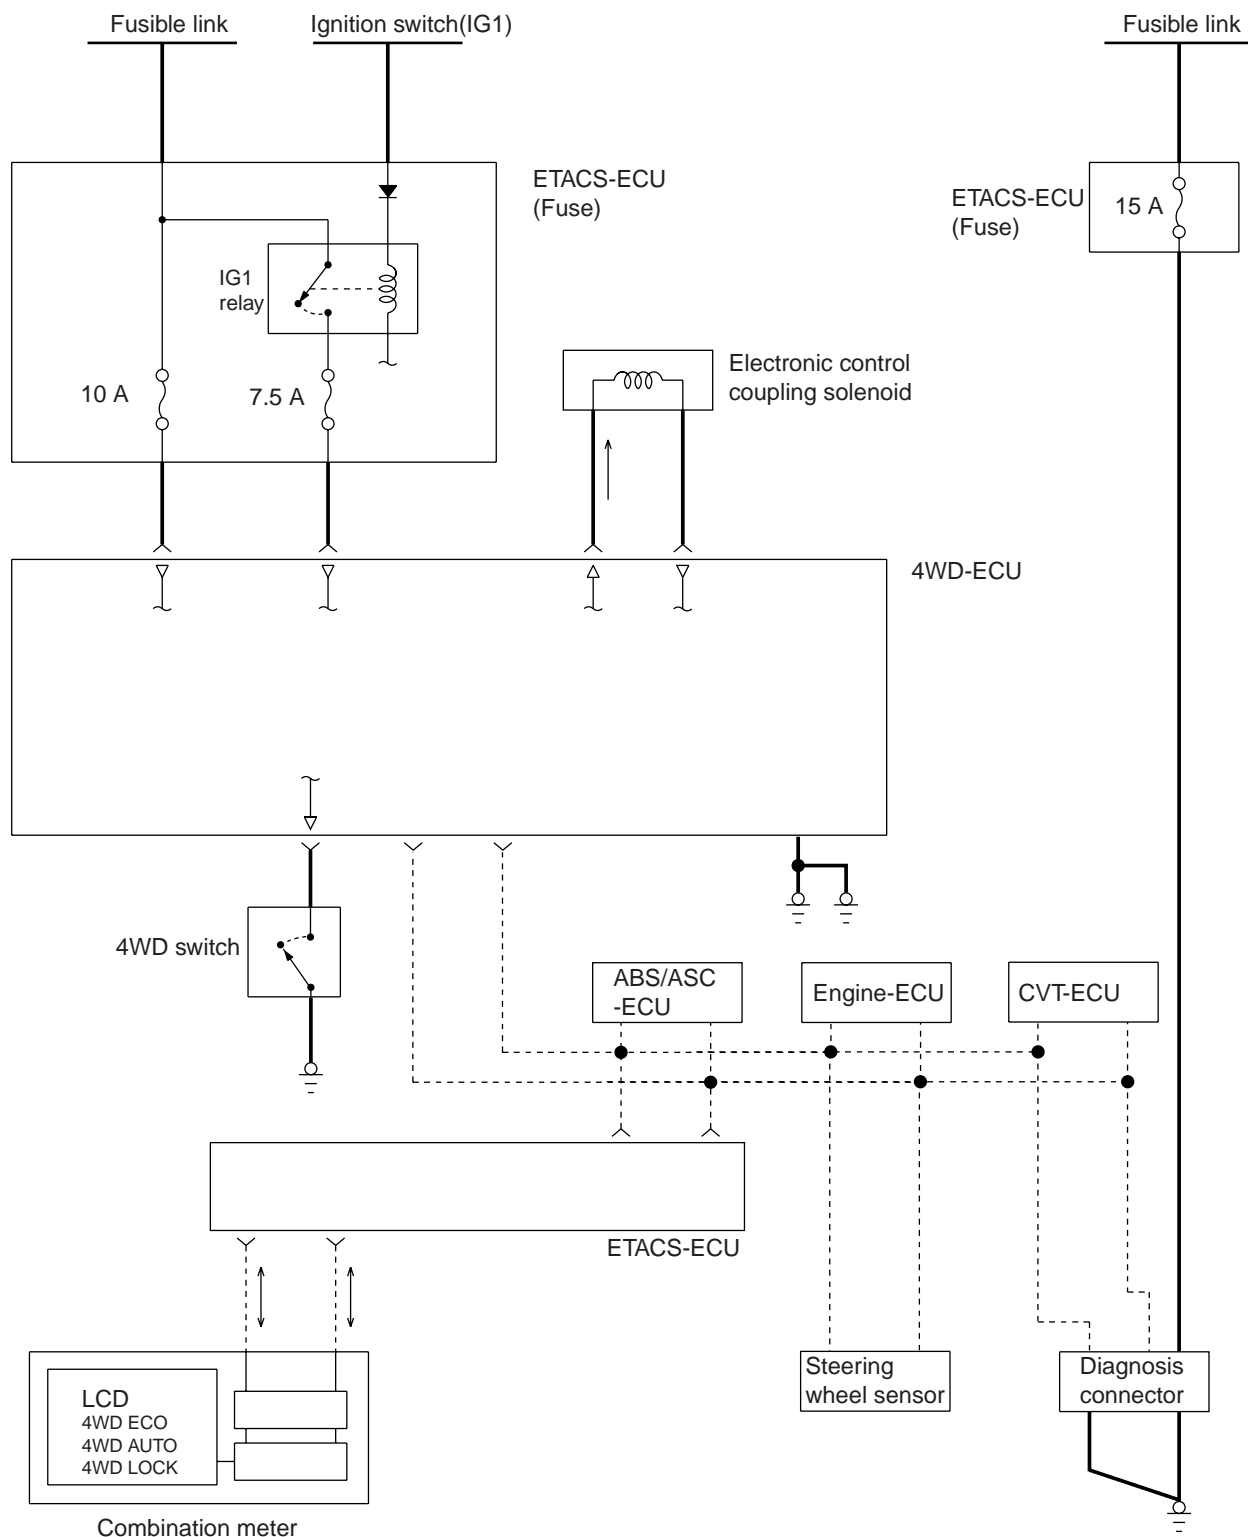 Fusible link
Ignition switch(IG1)
Fusible link
ETACS-ECU
(Fuse)
ETACS-ECU
(Fuse)
15 A
IG1
relay
10 A
7.5 A
Electronic control
coupling solenoid
4WD-ECU
4WD switch
ABS/ASC
-ECU
Engine-ECU
CVT-ECU
ETACS-ECU
Steering
wheel sensor
Diagnosis
connector
LCD
4WD ECO
4WD AUTO
4WD LOCK
Combination meter